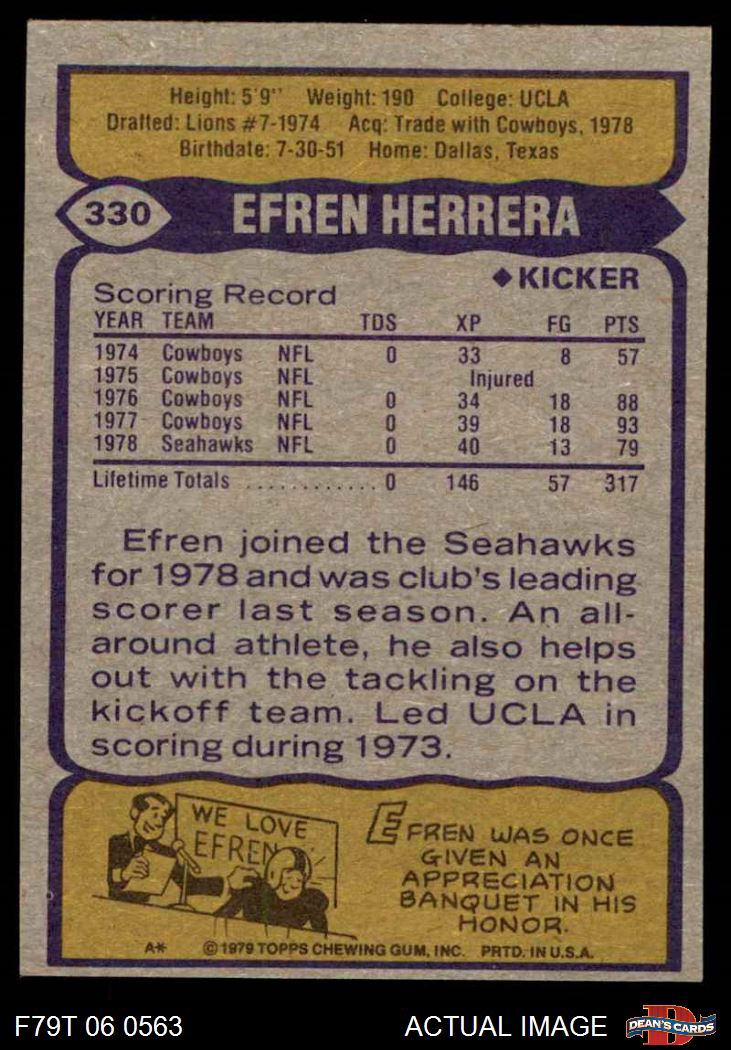 Height: 5'9" Weight: 190 College: UCLA
Drafted: Lions #7-1974 Acq: Trade with Cowboys, 1978
Birthdate: 7-30-51 Home: Dallas, Texas
330 EFREN HERRERA
◆KICKER
Scoring Record
YEAR TEAM TDS XP FG PTS
1974 Cowboys NFL 0 33 8 57
1975 Cowboys NFL Injured
1976 Cowboys NFL 0 34 18 88
1977 Cowboys NFL 0 39 18 93
1978 Seahawks NFL 0 40 13 79
Lifetime Totals ............ 0 146 57 317
Efren joined the Seahawks
for 1978 and was club's leading
scorer last season. An all-
around athlete, he also helps
out with the tackling on the
kickoff team. Led UCLA in
scoring during 1973.
WE LOVE
EFREN
EFREN WAS ONCE
GIVEN AN
APPRECIATION
BANQUET IN HIS
HONOR.
A* ©1979 TOPPS CHEWING GUM, INC. PRTD. IN U.S.A.
F79T 06 0563 ACTUAL IMAGE DEAN'S CARDS